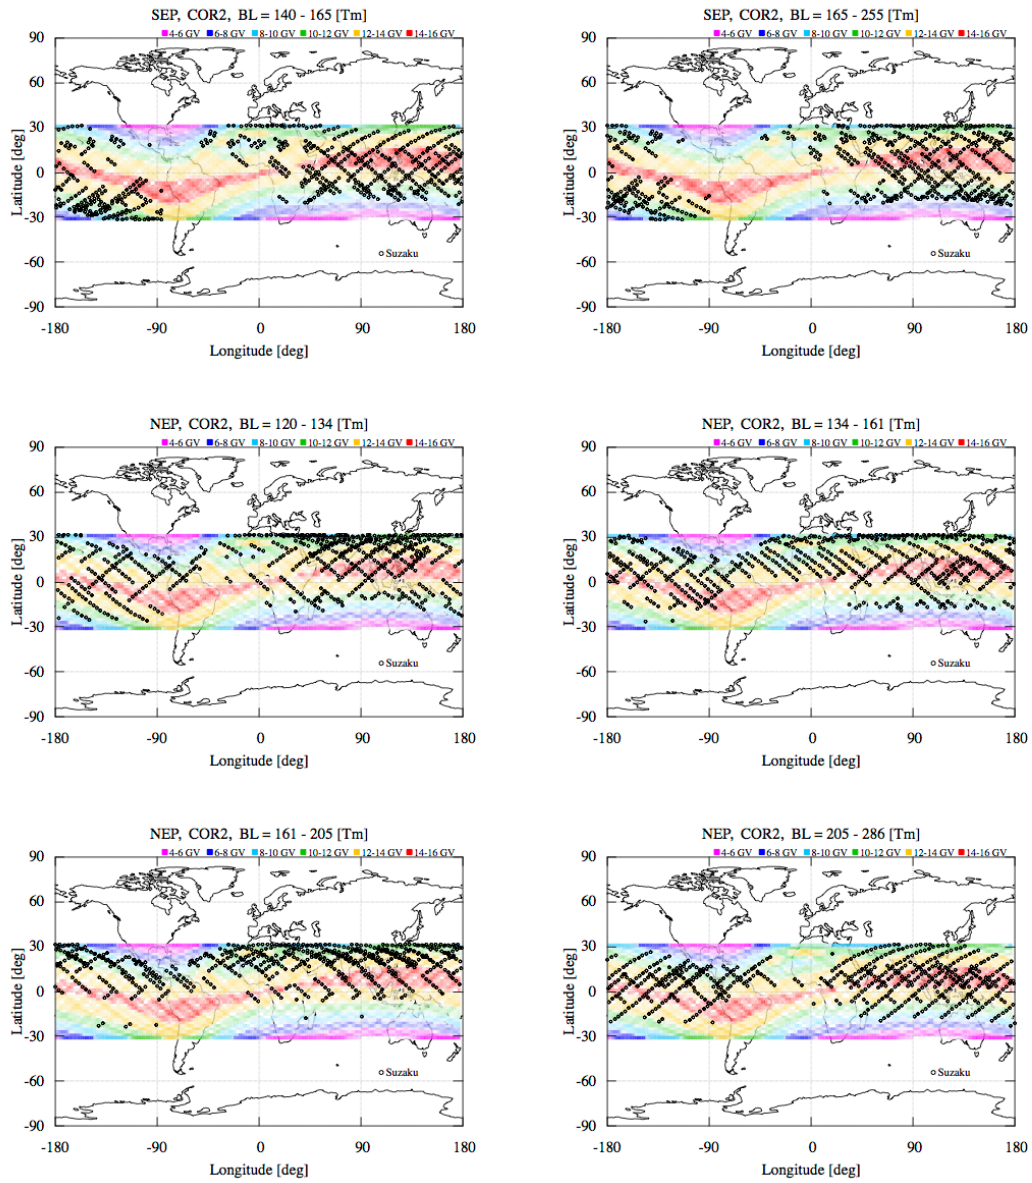 SEP, COR2, BL = 140 - 165 [Tm]
4-6 GV 6-8 GV 8-10 GV 10-12 GV 12-14 GV 14-16 GV
90
60
30
0
-30
-60
-90
Latitude [deg]
Suzaku
-180 -90 0 90 180
Longitude [deg]
SEP, COR2, BL = 165 - 255 [Tm]
4-6 GV 6-8 GV 8-10 GV 10-12 GV 12-14 GV 14-16 GV
90
60
30
0
-30
-60
-90
Latitude [deg]
Suzaku
-180 -90 0 90 180
Longitude [deg]
NEP, COR2, BL = 120 - 134 [Tm]
4-6 GV 6-8 GV 8-10 GV 10-12 GV 12-14 GV 14-16 GV
90
60
30
0
-30
-60
-90
Latitude [deg]
Suzaku
-180 -90 0 90 180
Longitude [deg]
NEP, COR2, BL = 134 - 161 [Tm]
4-6 GV 6-8 GV 8-10 GV 10-12 GV 12-14 GV 14-16 GV
90
60
30
0
-30
-60
-90
Latitude [deg]
Suzaku
-180 -90 0 90 180
Longitude [deg]
NEP, COR2, BL = 161 - 205 [Tm]
4-6 GV 6-8 GV 8-10 GV 10-12 GV 12-14 GV 14-16 GV
90
60
30
0
-30
-60
-90
Latitude [deg]
Suzaku
-180 -90 0 90 180
Longitude [deg]
NEP, COR2, BL = 205 - 286 [Tm]
4-6 GV 6-8 GV 8-10 GV 10-12 GV 12-14 GV 14-16 GV
90
60
30
0
-30
-60
-90
Latitude [deg]
Suzaku
-180 -90 0 90 180
Longitude [deg]